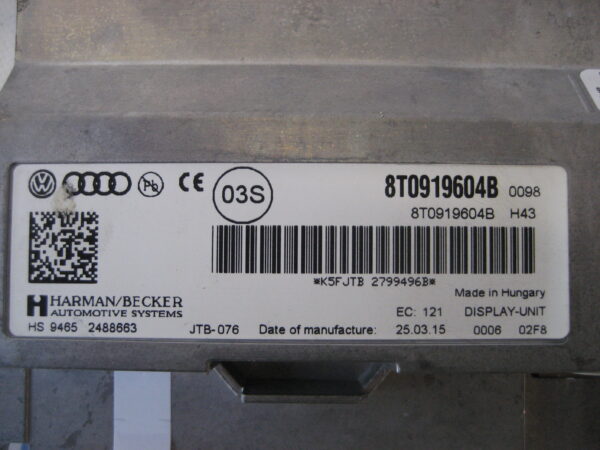 Pb CE 03S 8T0919604B 0098
8T0919604B H43
*K5FJTB 2799496B*
Made in Hungary
HARMAN/BECKER
AUTOMOTIVE SYSTEMS
EC: 121 DISPLAY-UNIT
HS 9465 2488663 JTB-076 Date of manufacture: 25.03.15 0006 02F8